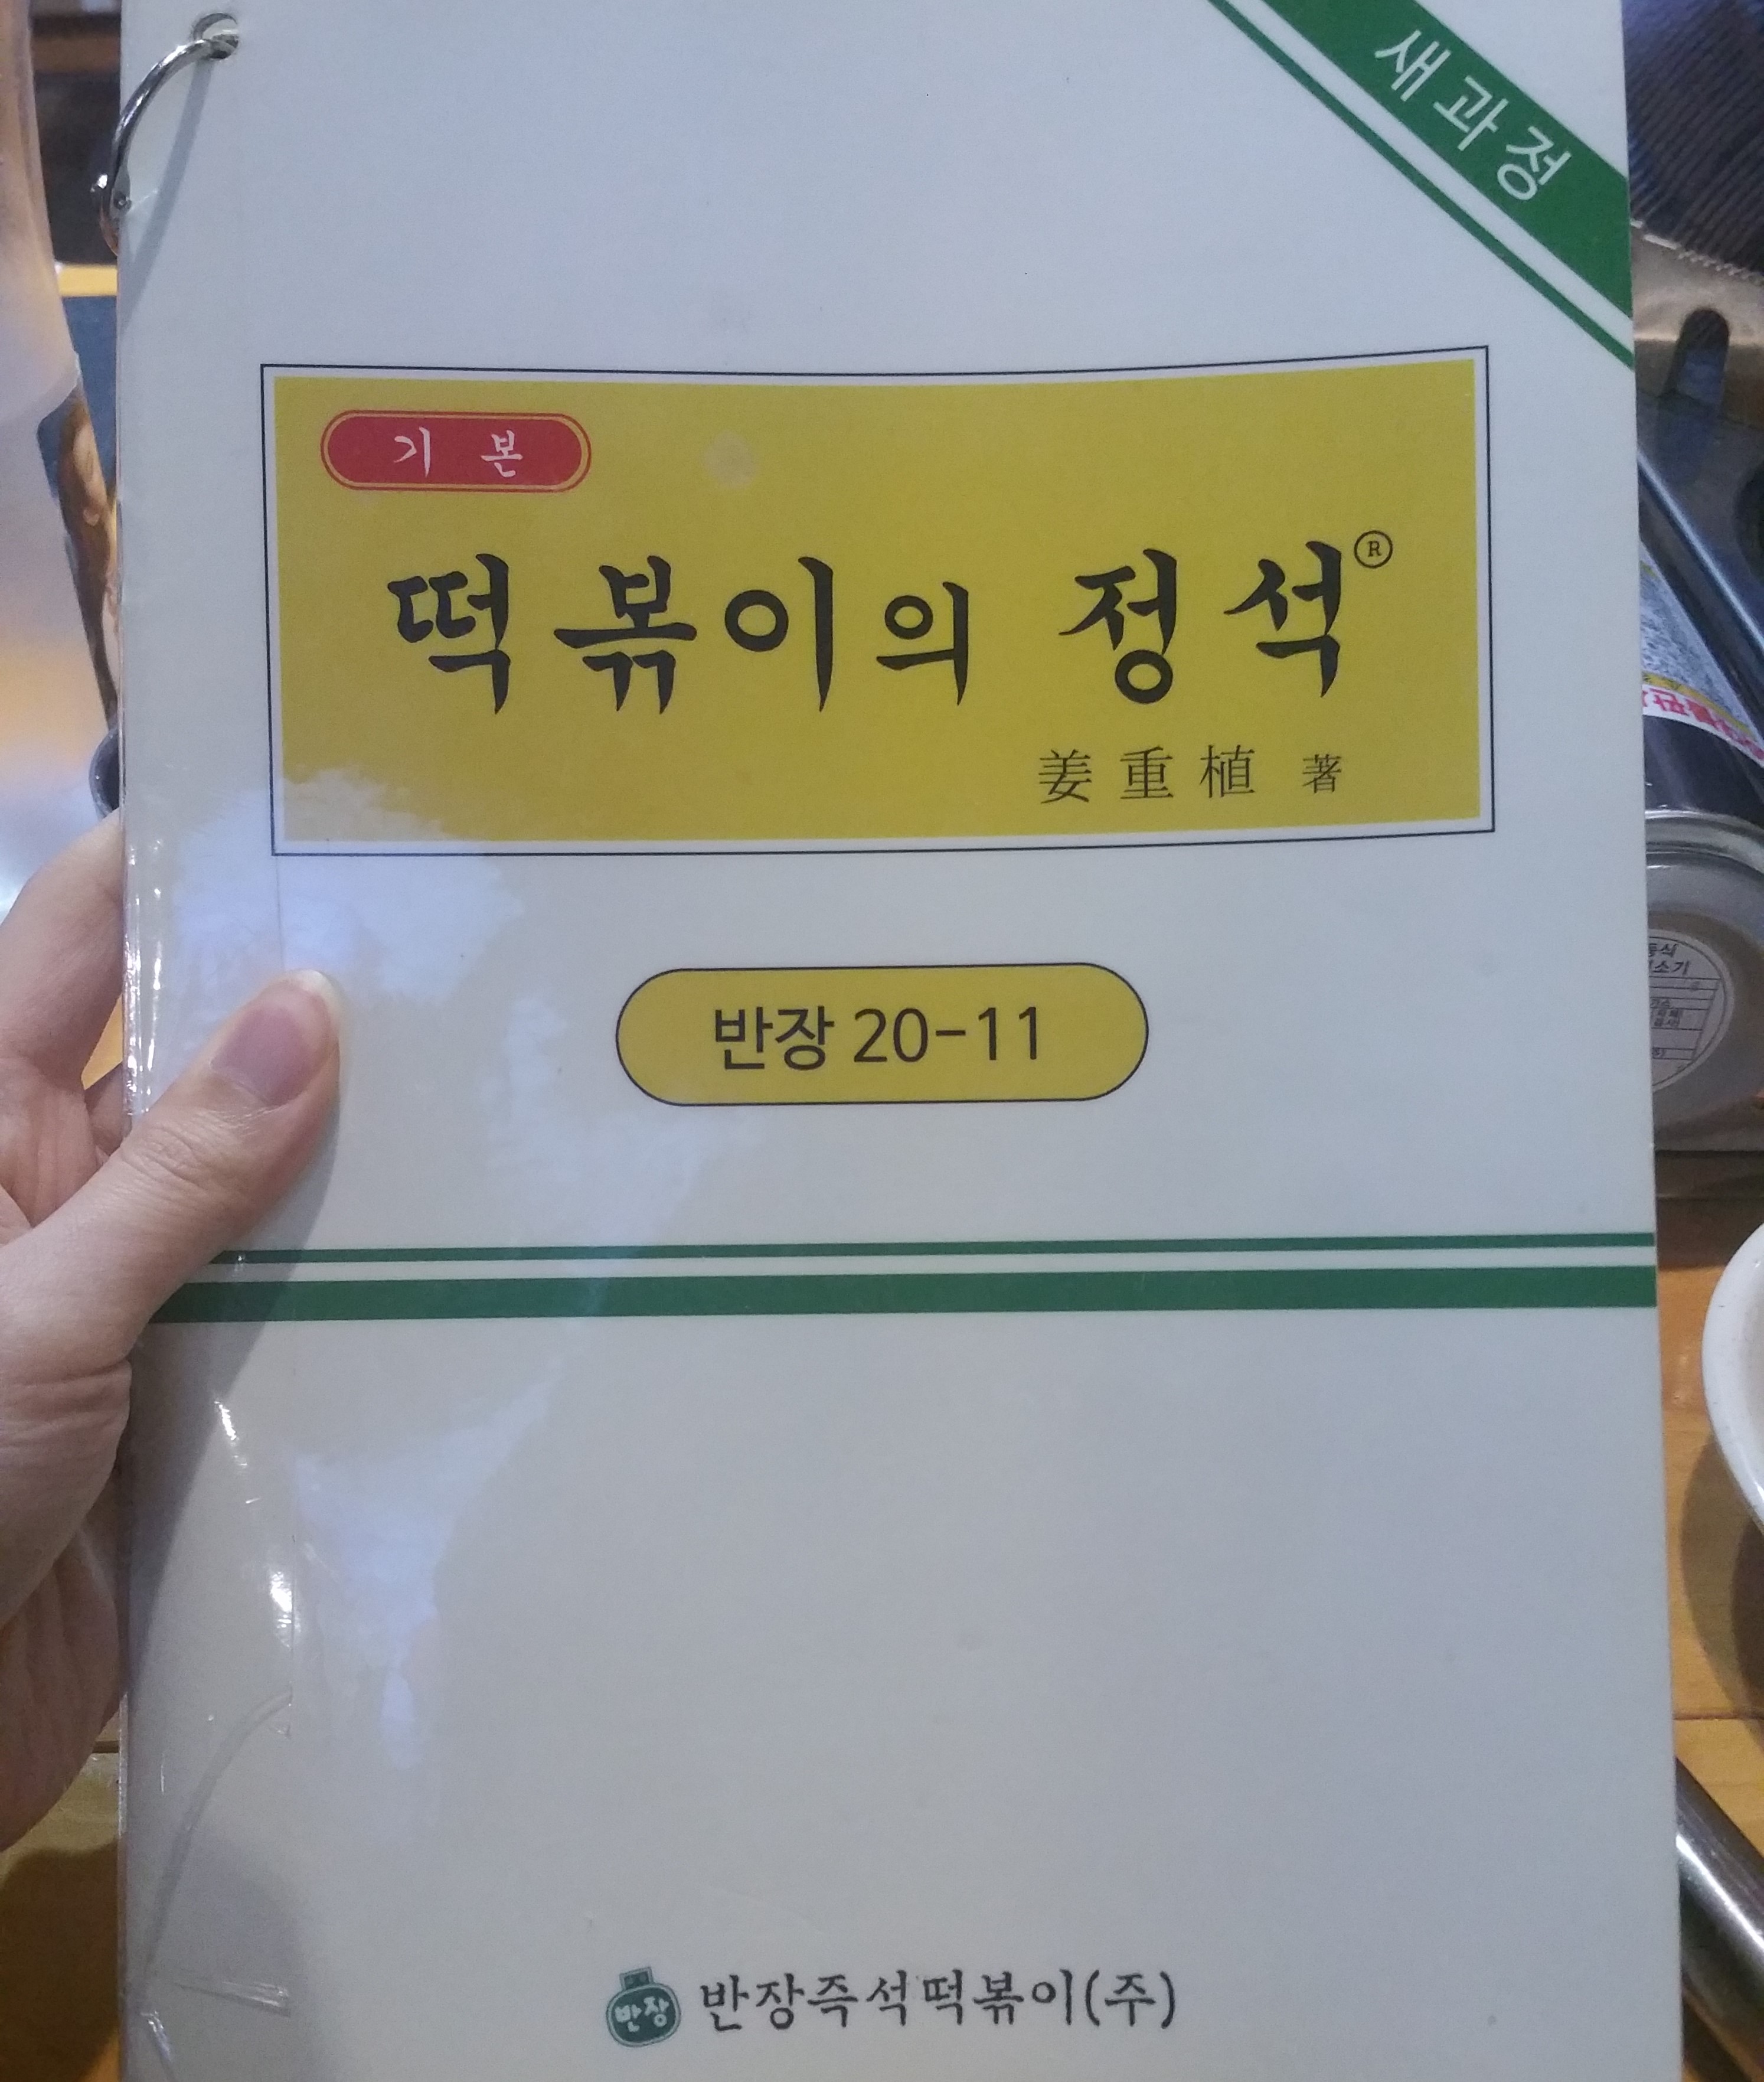 새과정
기 본
떡볶이의 정석®
姜重植 著
반장 20-11
반장
반장즉석떡볶이(주)